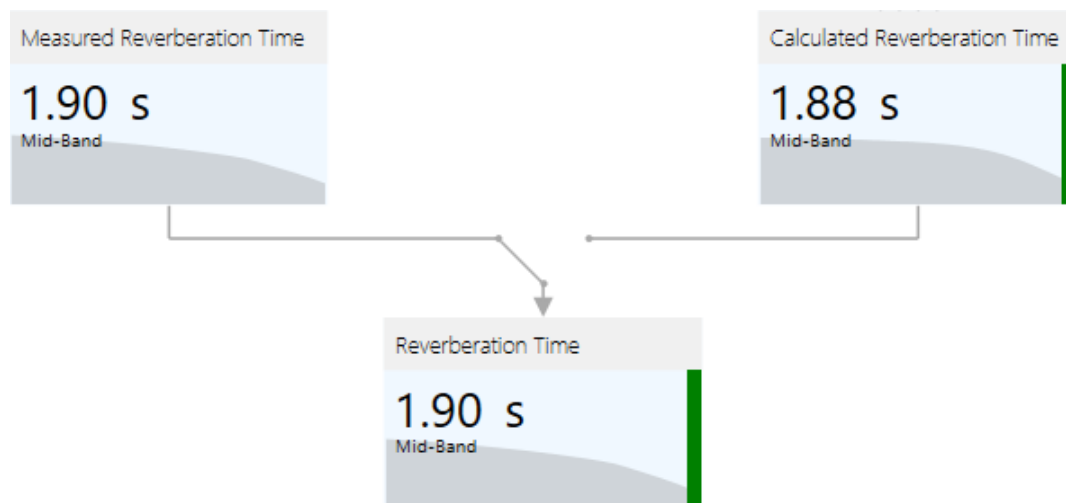 Measured Reverberation Time
1.90 s
Mid-Band
Calculated Reverberation Time
1.88 s
Mid-Band
Reverberation Time
1.90 s
Mid-Band